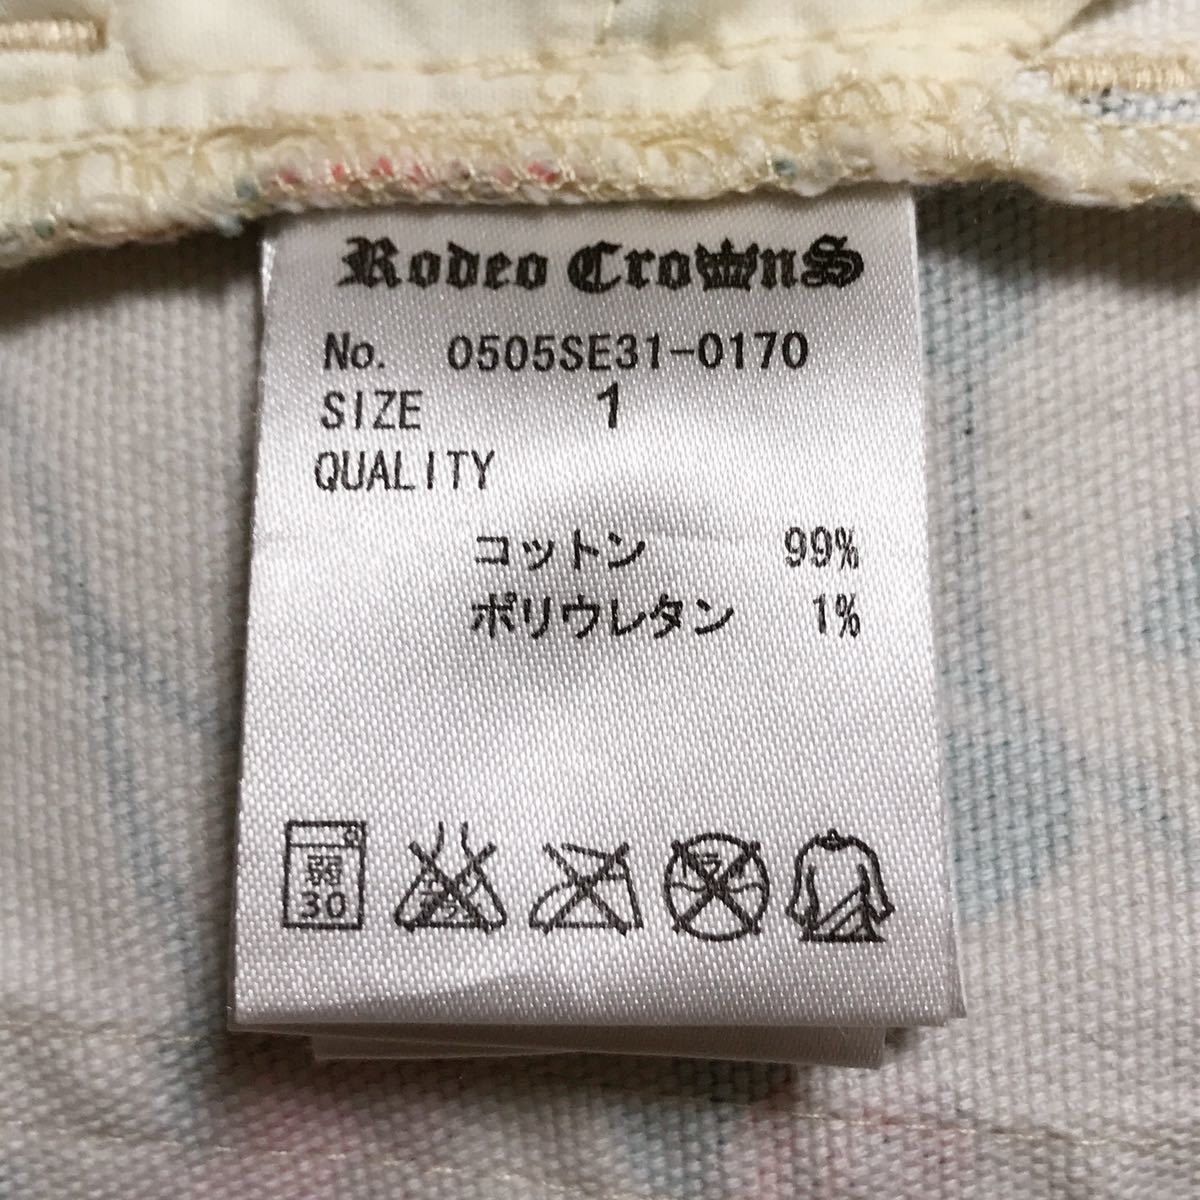 Rodeo Crowns
No. 0505SE31-0170
SIZE 1
QUALITY
コットン 99%
ポリウレタン 1%
弱
30